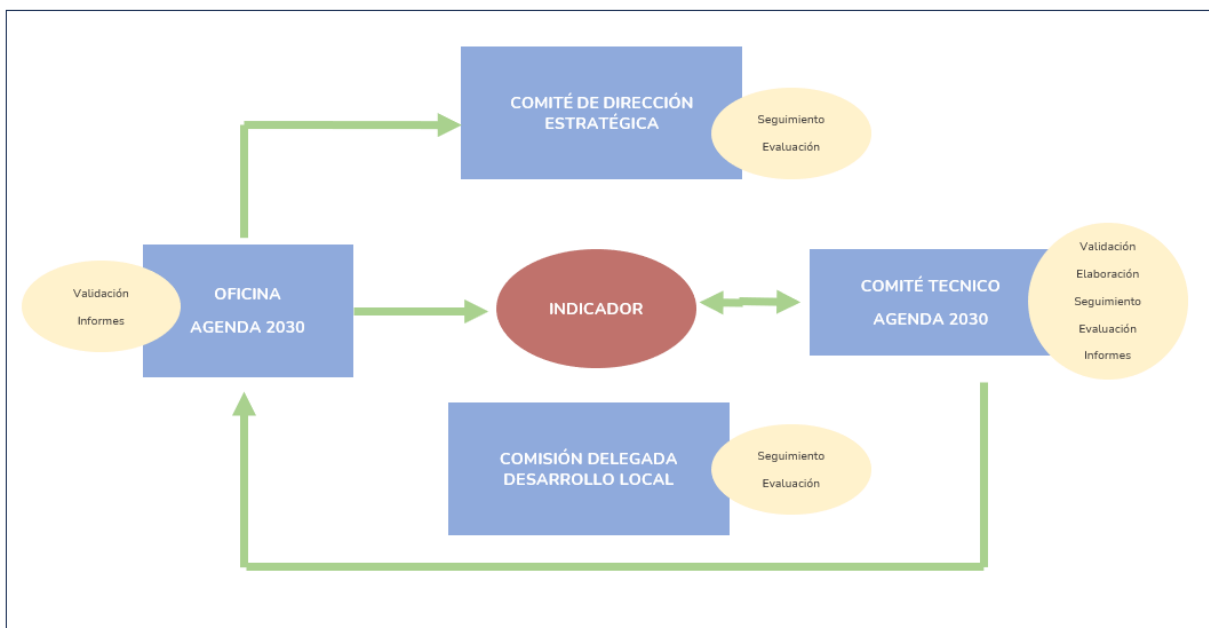 COMITÉ DE DIRECCIÓN
ESTRATÉGICA
Seguimiento
Evaluación
Validación
Informes
OFICINA
AGENDA 2030
INDICADOR
COMITÉ TECNICO
AGENDA 2030
Validación
Elaboración
Seguimiento
Evaluación
Informes
COMISIÓN DELEGADA
DESARROLLO LOCAL
Seguimiento
Evaluación